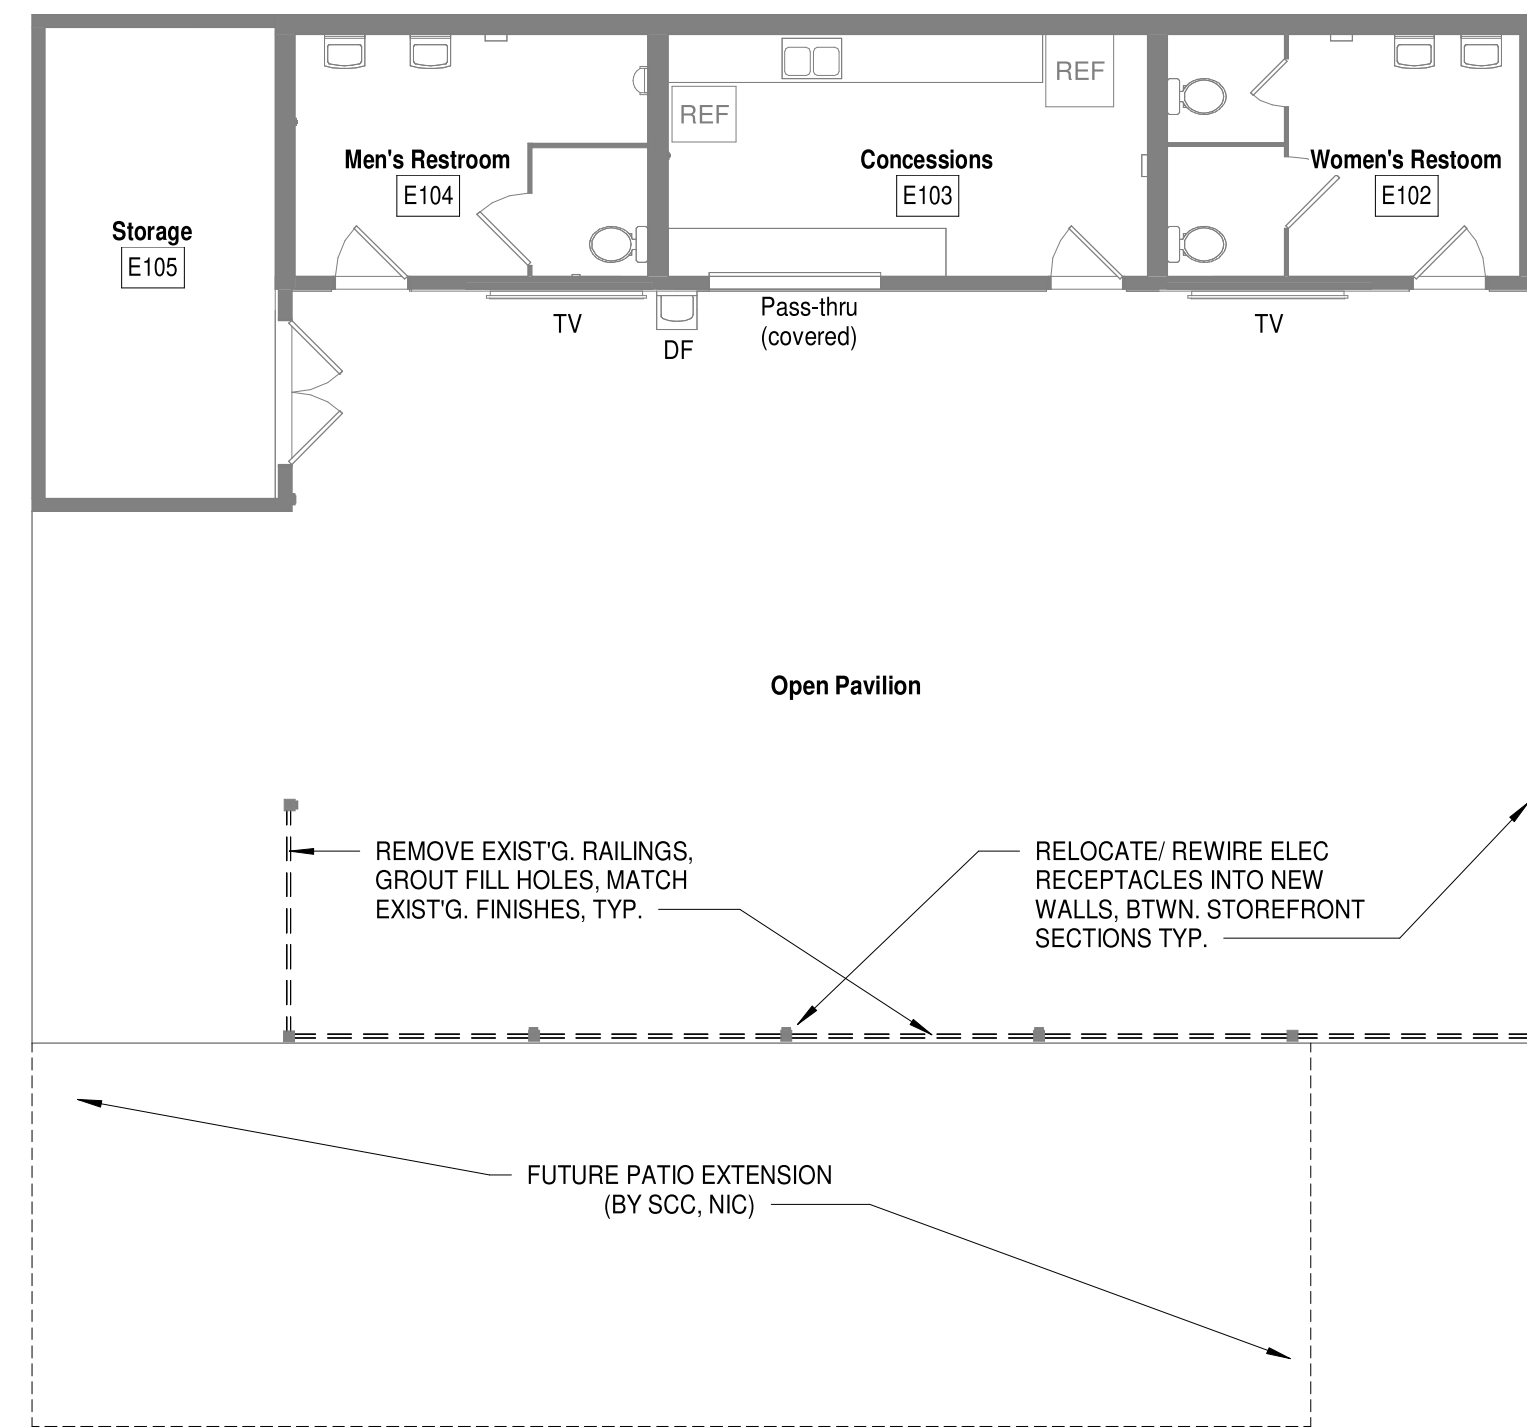 REF
REF
Men's Restroom
E104
Concessions
E103
Women's Restoom
E102
Storage
E105
TV
DF
Pass-thru
(covered)
TV
Open Pavilion
REMOVE EXIST'G. RAILINGS,
GROUT FILL HOLES, MATCH
EXIST'G. FINISHES, TYP.
RELOCATE/ REWIRE ELEC
RECEPTACLES INTO NEW
WALLS, BTWN. STOREFRONT
SECTIONS TYP.
FUTURE PATIO EXTENSION
(BY SCC, NIC)